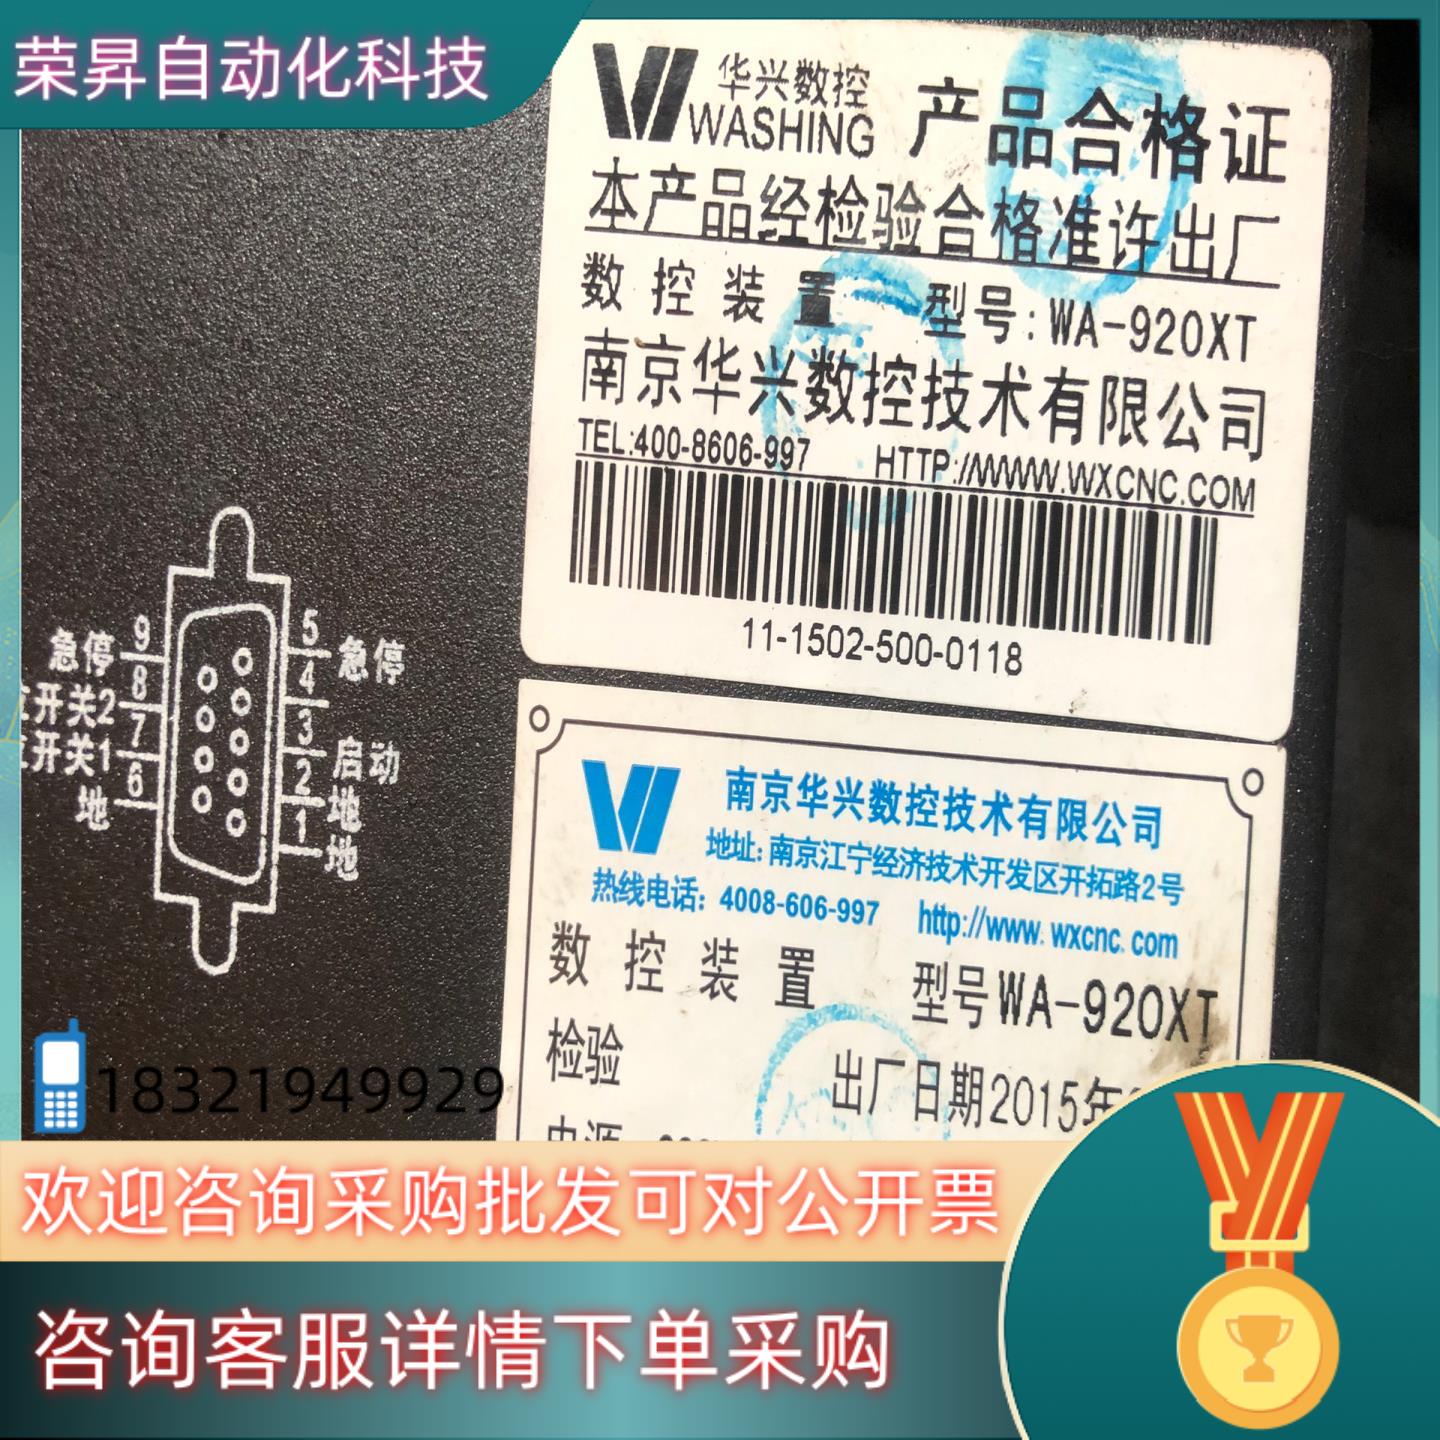 荣昇自动化科技
华兴数控
WASHING
产品合格证
本产品经检验合格准许出厂
数控装置 型号:WA-920XT
南京华兴数控技术有限公司
TEL:400-8606-997 HTTP://WWW.WXCNC.COM
11-1502-500-0118
9
急停
8
开关2
7
开关1
6
地
5
急停
4
3
启动
2
地
1
地
南京华兴数控技术有限公司
地址:南京江宁经济技术开发区开拓路2号
热线电话: 4008-606-997 http://www.wxcnc.com
数控装置 型号WA-920XT
检验 出厂日期2015年
18321949929
欢迎咨询采购批发可对公开票
咨询客服详情下单采购